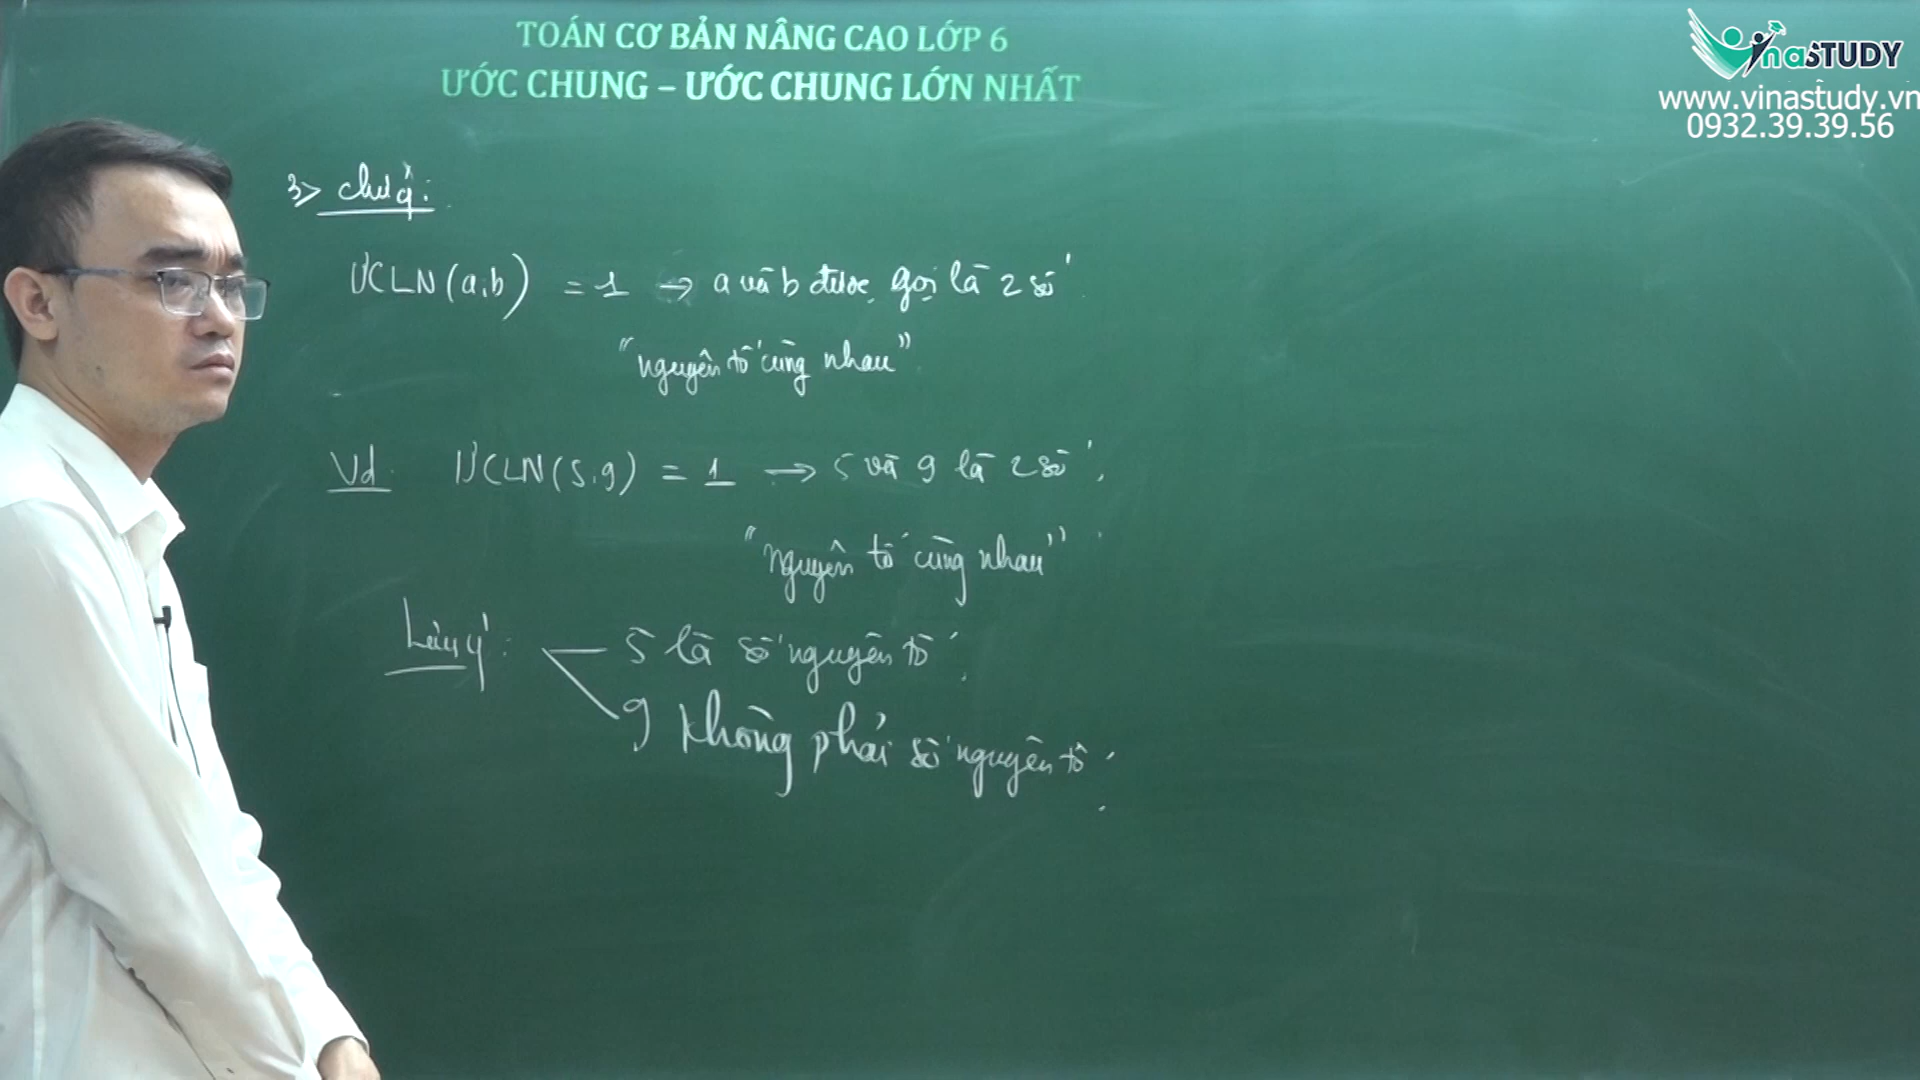 TOÁN CƠ BẢN NÂNG CAO LỚP 6
ƯỚC CHUNG – ƯỚC CHUNG LỚN NHẤT
VinaSTUDY
www.vinastudy.vn
0932.39.39.56
3> chú ý:
ƯCLN(a,b) = 1 → a và b được gọi là 2 số
"nguyên tố cùng nhau"
Vd. ƯCLN(5,9) = 1 → 5 và 9 là 2 số
"nguyên tố cùng nhau"
Lưu ý: 5 là số nguyên tố
9 không phải số nguyên tố